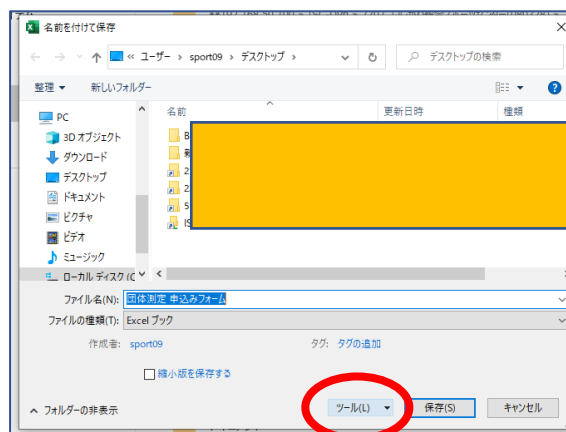 名前を付けて保存
« ユーザー › sport09 › デスクトップ ›
デスクトップの検索
整理 新しいフォルダー
PC
3D オブジェクト
ダウンロード
デスクトップ
ドキュメント
ピクチャ
ビデオ
ミュージック
ローカル ディスク (C
名前 更新日時 種類
B
2
2
5
IS
ファイル名(N): 団体測定 申込みフォーム
ファイルの種類(T): Excel ブック
作成者: sport09 タグ: タグの追加
縮小版を保存する
フォルダーの非表示 ツール(L) 保存(S) キャンセル